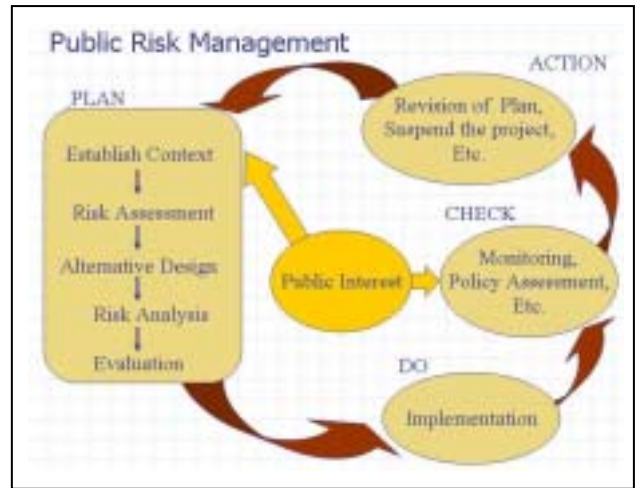 Public Risk Management
PLAN
Establish Context
Risk Assessment
Alternative Design
Risk Analysis
Evaluation
ACTION
Revision of Plan,
Suspend the project,
Etc.
CHECK
Monitoring,
Policy Assessment,
Etc.
Public Interest
DO
Implementation